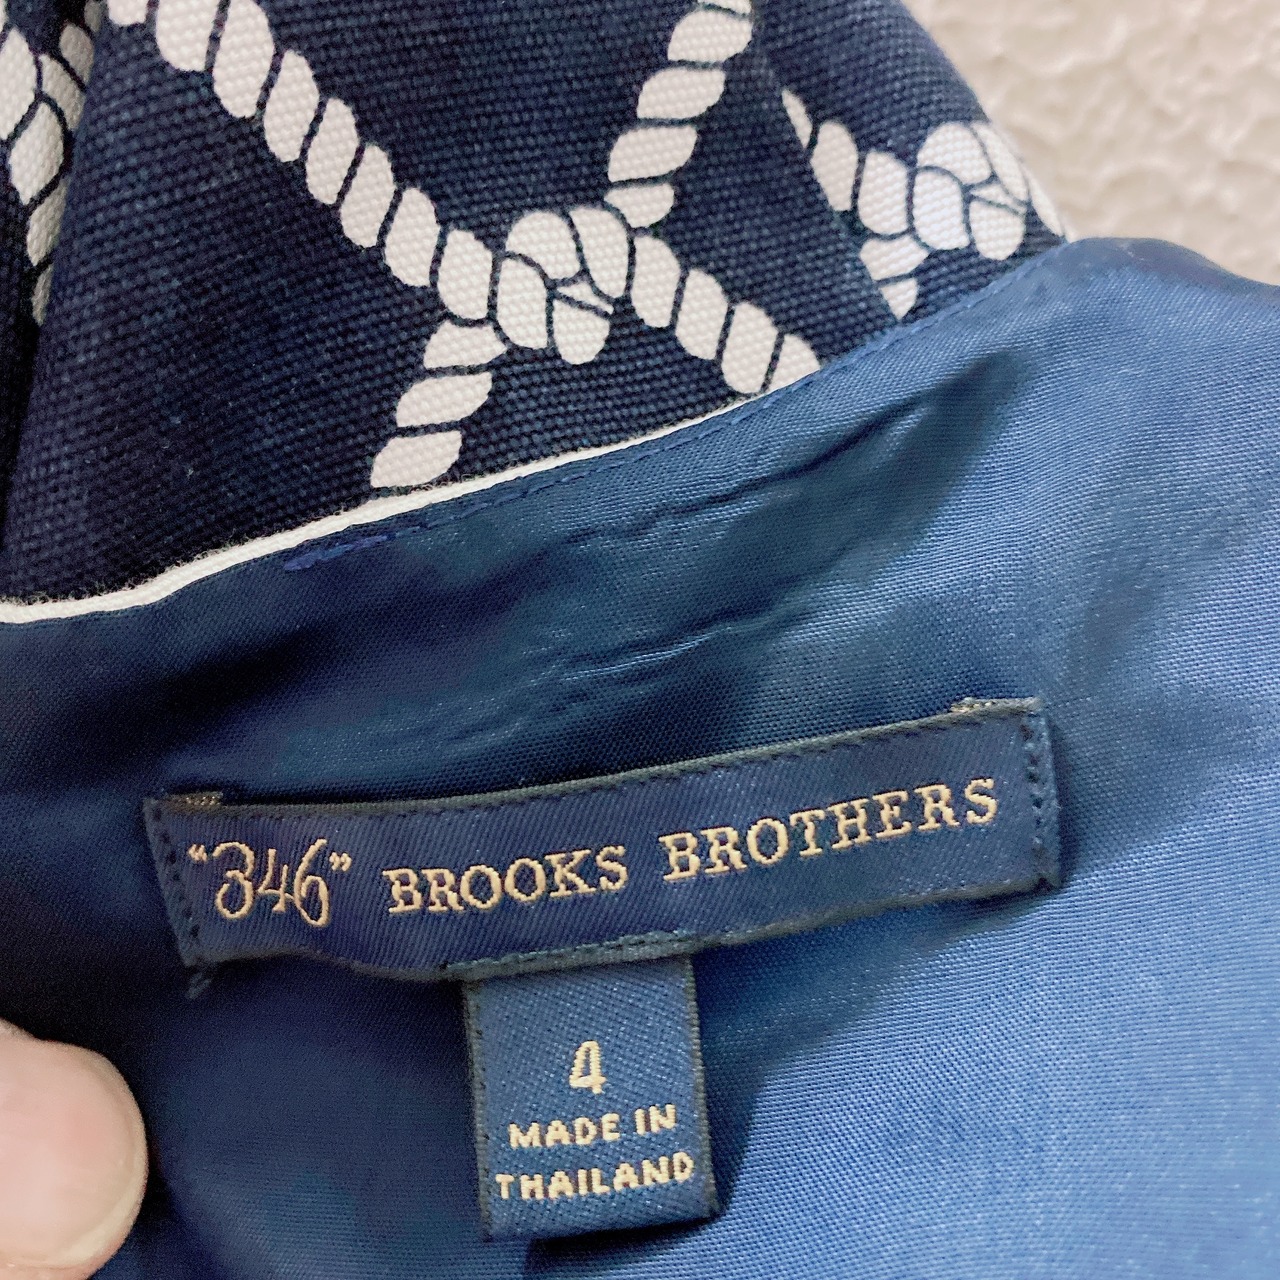 “346” BROOKS BROTHERS
4
MADE IN
THAILAND